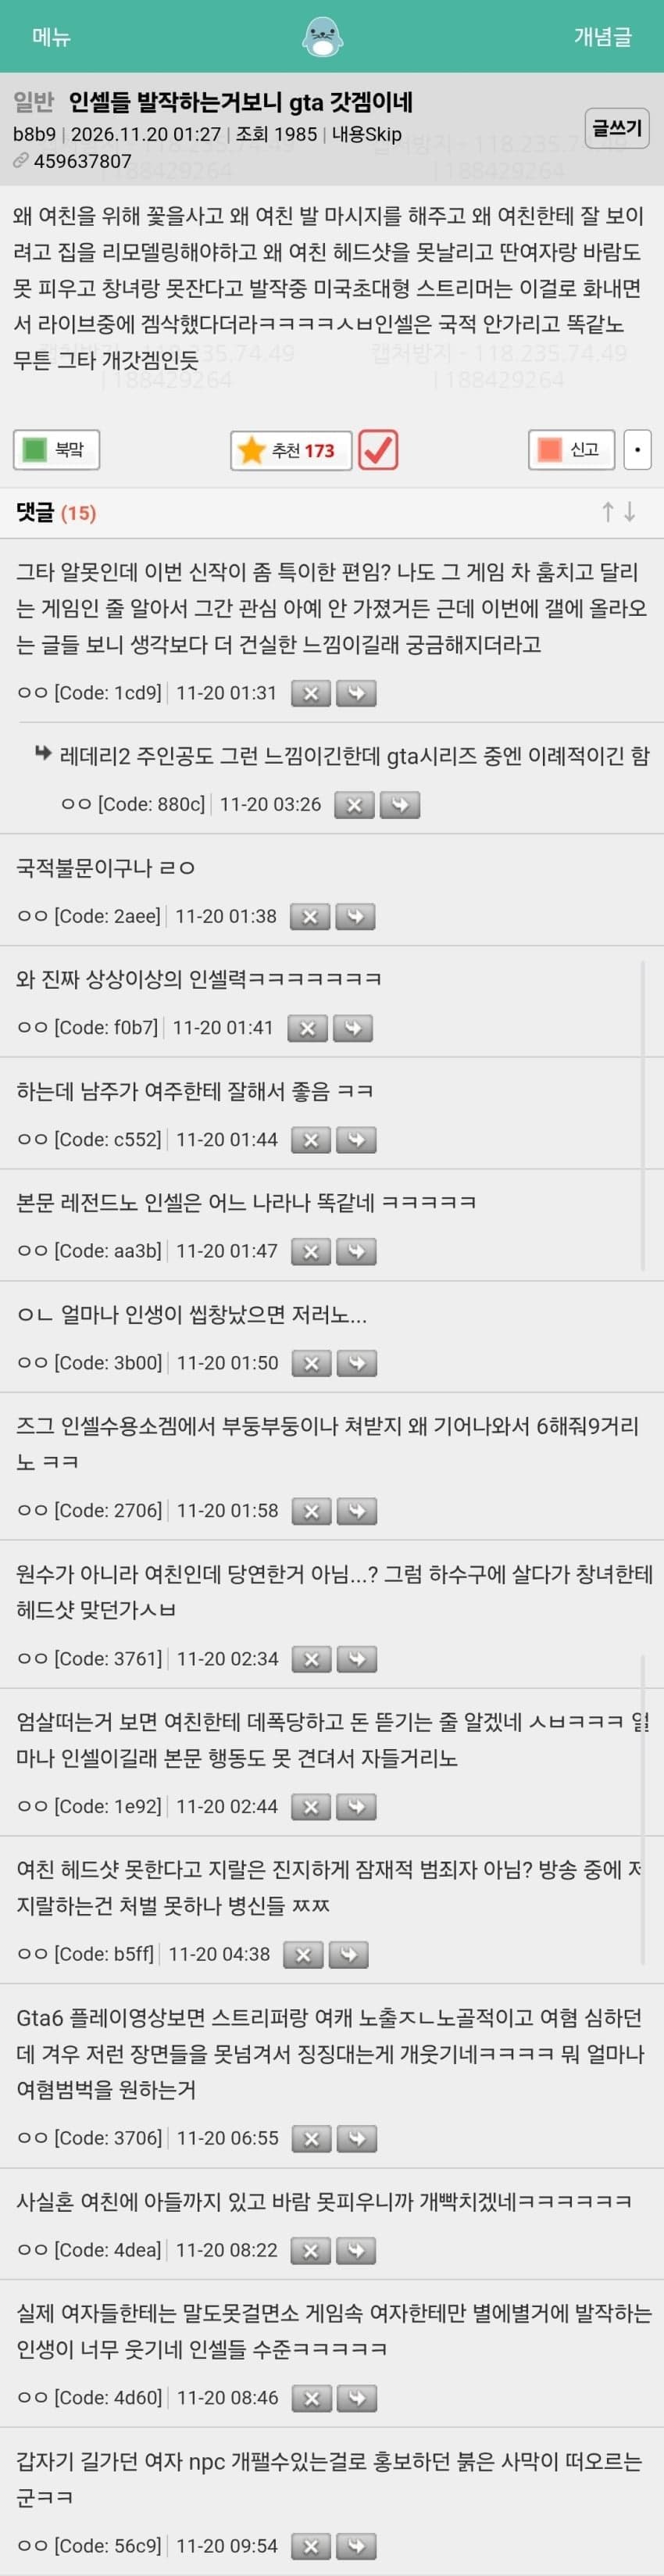 메뉴
개념글
일반 인셀들 발작하는거보니 gta 갓겜이네
b8b9 | 2026.11.20 01:27 | 조회 1985 | 내용Skip
글쓰기
459637807
캡처방지 - 118.235.74.49
| 188429264
왜 여친을 위해 꽃을사고 왜 여친 발 마시지를 해주고 왜 여친한테 잘 보이
려고 집을 리모델링해야하고 왜 여친 헤드샷을 못날리고 딴여자랑 바람도
못 피우고 창녀랑 못잔다고 발작중 미국초대형 스트리머는 이걸로 화내면
서 라이브중에 겜삭했다더라ㅋㅋㅋㅋㅅㅂ인셀은 국적 안가리고 똑같노
무튼 그타 개갓겜인듯
캡처방지 - 118.235.74.49
| 188429264
북맠
추천 173
신고
댓글 (15)
↑↓
그타 알못인데 이번 신작이 좀 특이한 편임? 나도 그 게임 차 훔치고 달리
는 게임인 줄 알아서 그간 관심 아예 안 가졌거든 근데 이번에 갤에 올라오
는 글들 보니 생각보다 더 건실한 느낌이길래 궁금해지더라고
ㅇㅇ [Code: 1cd9] | 11-20 01:31
레데리2 주인공도 그런 느낌이긴한데 gta시리즈 중엔 이례적이긴 함
ㅇㅇ [Code: 880c] | 11-20 03:26
국적불문이구나 ㄹㅇ
ㅇㅇ [Code: 2aee] | 11-20 01:38
와 진짜 상상이상의 인셀력ㅋㅋㅋㅋㅋㅋㅋ
ㅇㅇ [Code: f0b7] | 11-20 01:41
하는데 남주가 여주한테 잘해서 좋음 ㅋㅋ
ㅇㅇ [Code: c552] | 11-20 01:44
본문 레전드노 인셀은 어느 나라나 똑같네 ㅋㅋㅋㅋㅋ
ㅇㅇ [Code: aa3b] | 11-20 01:47
ㅇㄴ 얼마나 인생이 씹창났으면 저러노...
ㅇㅇ [Code: 3b00] | 11-20 01:50
즈그 인셀수용소겜에서 부둥부둥이나 쳐받지 왜 기어나와서 6해줘9거리
노 ㅋㅋ
ㅇㅇ [Code: 2706] | 11-20 01:58
원수가 아니라 여친인데 당연한거 아님...? 그럼 하수구에 살다가 창녀한테
헤드샷 맞던가ㅅㅂ
ㅇㅇ [Code: 3761] | 11-20 02:34
엄살떠는거 보면 여친한테 데폭당하고 돈 뜯기는 줄 알겠네 ㅅㅂㅋㅋㅋ 얼
마나 인셀이길래 본문 행동도 못 견뎌서 자들거리노
ㅇㅇ [Code: 1e92] | 11-20 02:44
여친 헤드샷 못한다고 지랄은 진지하게 잠재적 범죄자 아님? 방송 중에 저
지랄하는건 처벌 못하나 병신들 ㅉㅉ
ㅇㅇ [Code: b5ff] | 11-20 04:38
Gta6 플레이영상보면 스트리퍼랑 여캐 노출ㅈㄴ노골적이고 여혐 심하던
데 겨우 저런 장면들을 못넘겨서 징징대는게 개웃기네ㅋㅋㅋㅋ 뭐 얼마나
여혐범벅을 원하는거
ㅇㅇ [Code: 3706] | 11-20 06:55
사실혼 여친에 아들까지 있고 바람 못피우니까 개빡치겠네ㅋㅋㅋㅋㅋㅋ
ㅇㅇ [Code: 4dea] | 11-20 08:22
실제 여자들한테는 말도못걸면소 게임속 여자한테만 별에별거에 발작하는
인생이 너무 웃기네 인셀들 수준ㅋㅋㅋㅋㅋ
ㅇㅇ [Code: 4d60] | 11-20 08:46
갑자기 길가던 여자 npc 개팰수있는걸로 홍보하던 붉은 사막이 떠오르는
군ㅋㅋ
ㅇㅇ [Code: 56c9] | 11-20 09:54